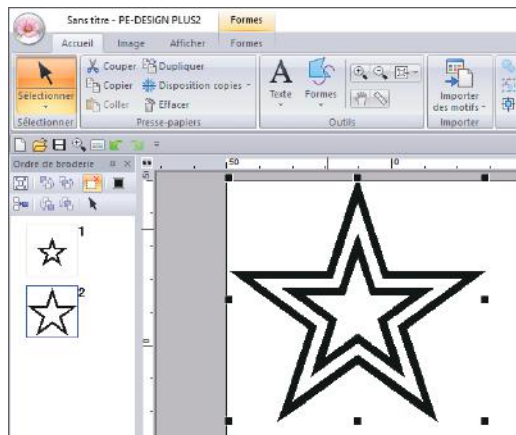 Sans titre - PE-DESIGN PLUS2 Formes
Accueil Image Afficher Formes
Sélectionner
Couper Dupliquer
Copier Disposition copies
Coller Effacer
Texte Formes
Importer
des motifs
Sélectionner Presse-papiers Outils Importer
Ordre de broderie
50 0
1
2
0